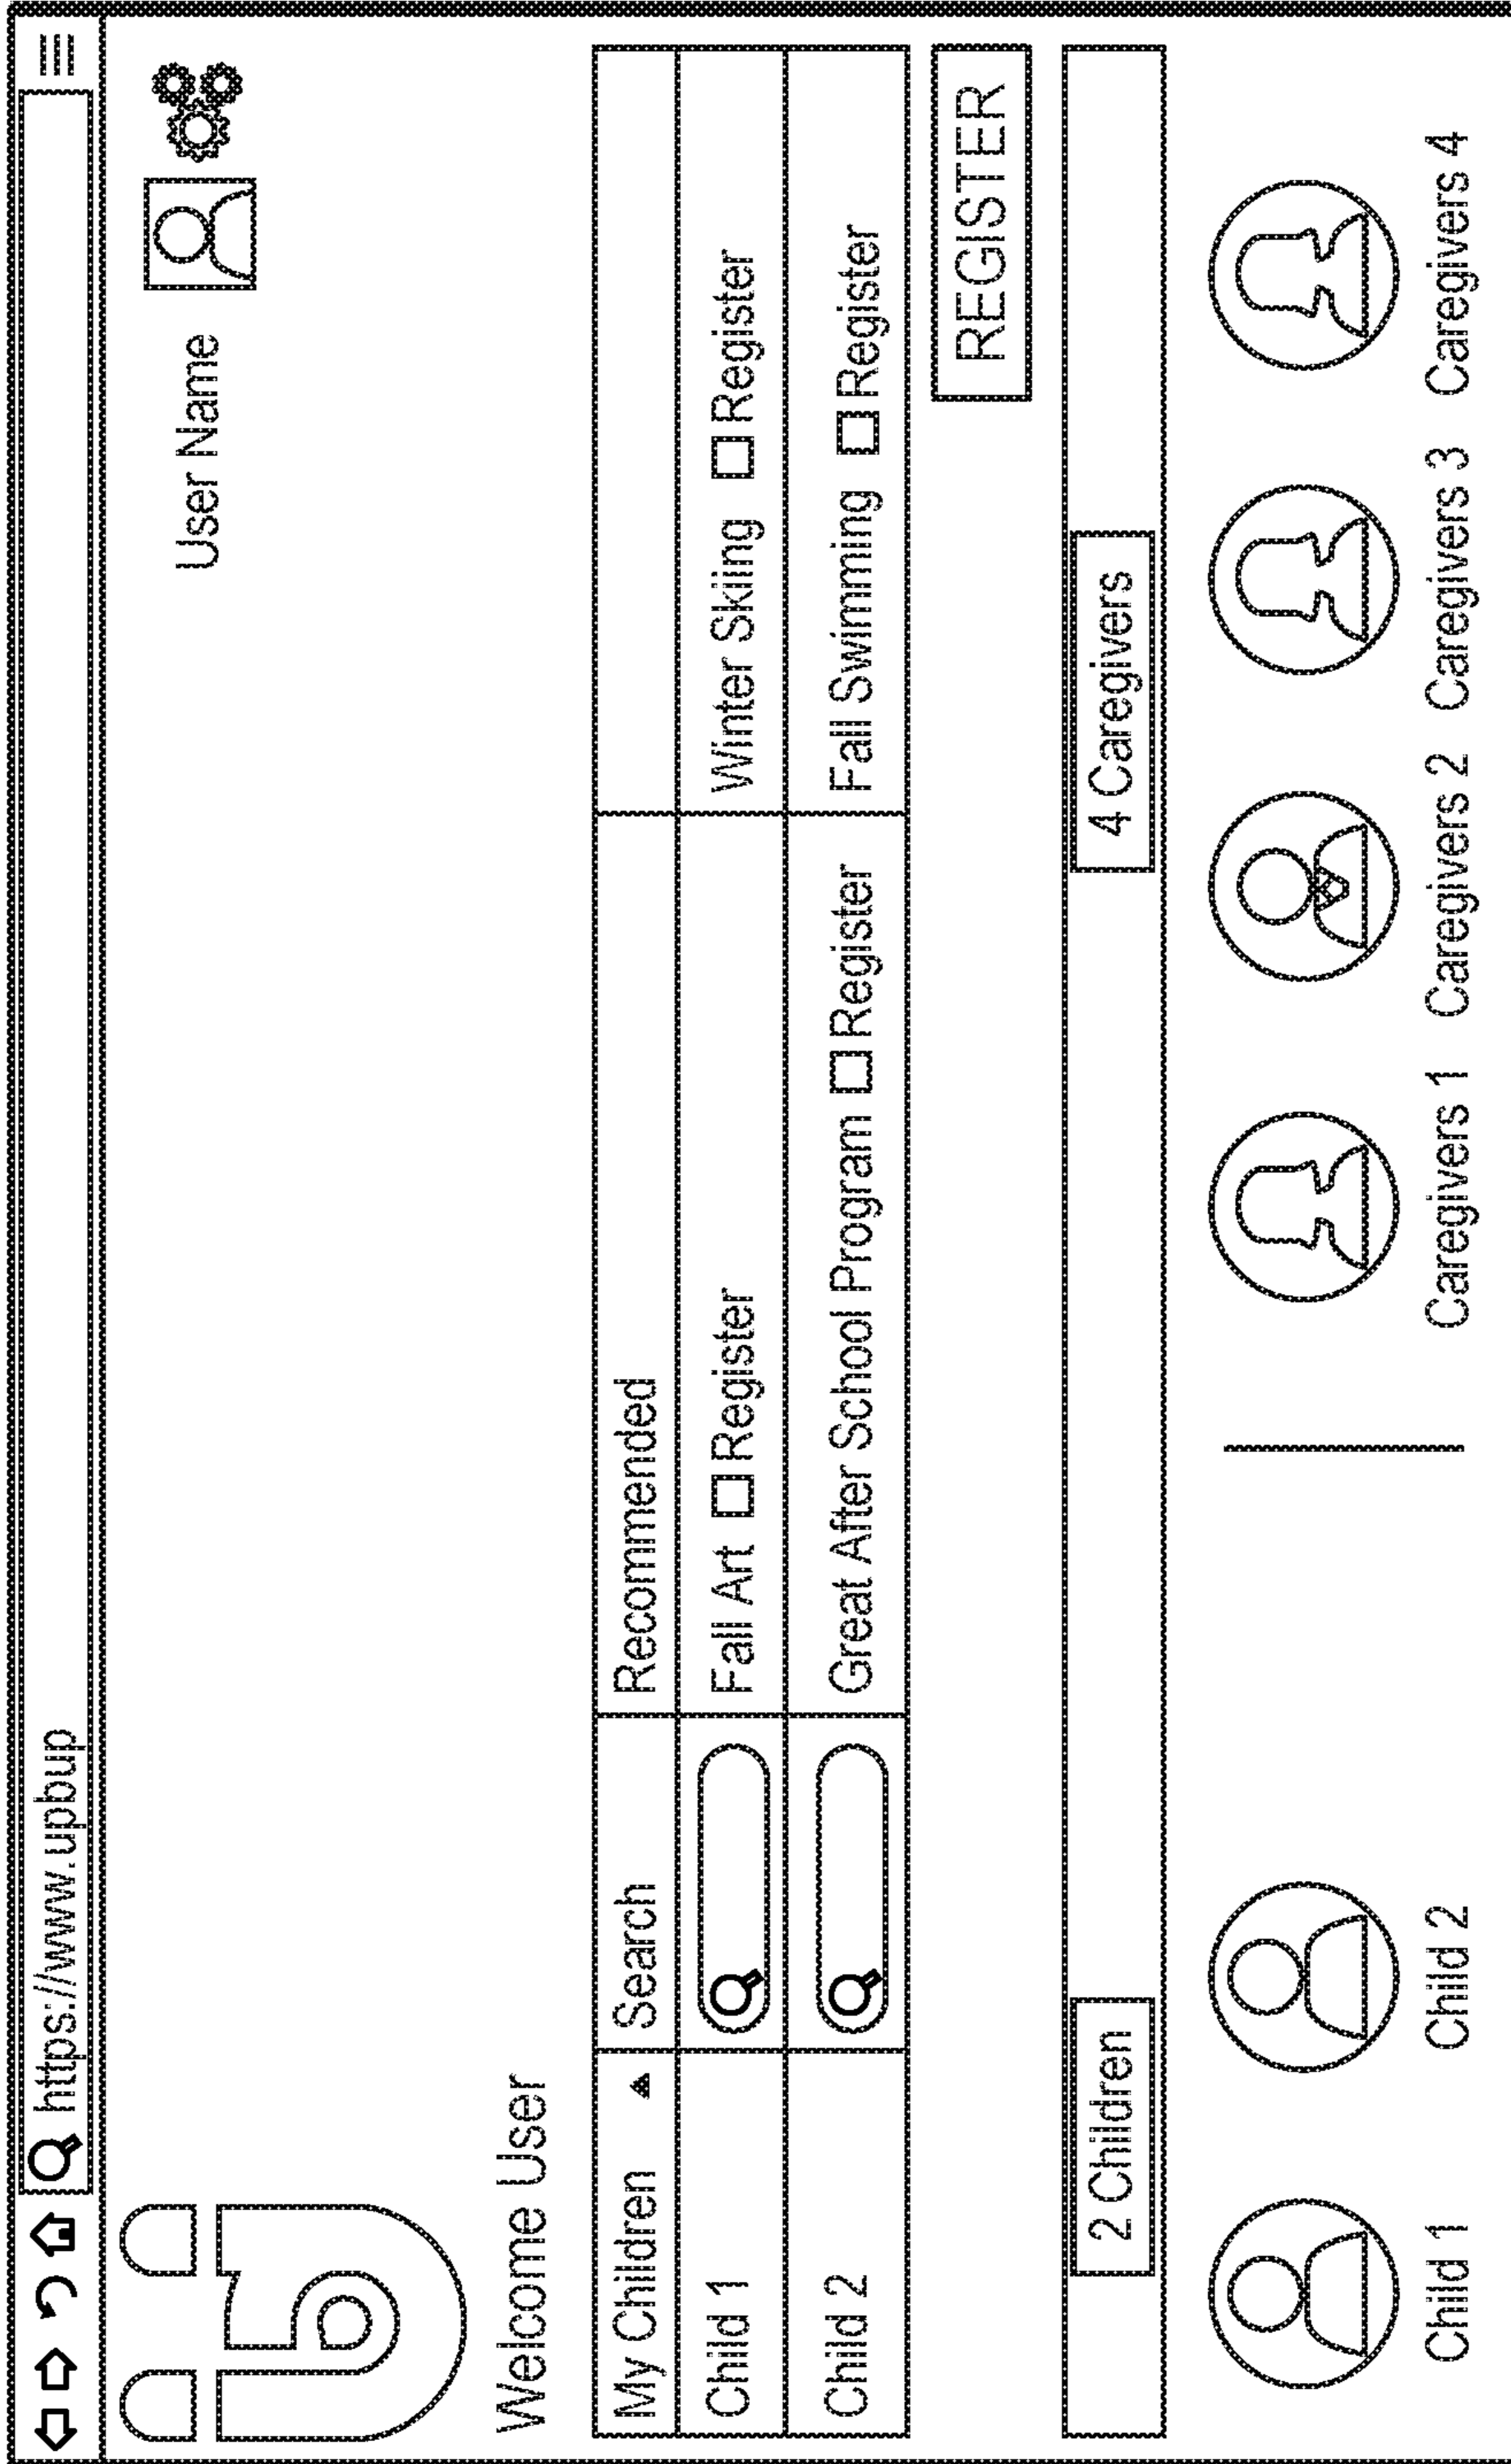 https://www.upbup
User Name
Welcome User
My Children Search Recommended
Child 1 Fall Art Register Winter Skiing Register
Child 2 Great After School Program Register Fall Swimming Register
REGISTER
2 Children 4 Caregivers
Child 1 Child 2 Caregivers 1 Caregivers 2 Caregivers 3 Caregivers 4